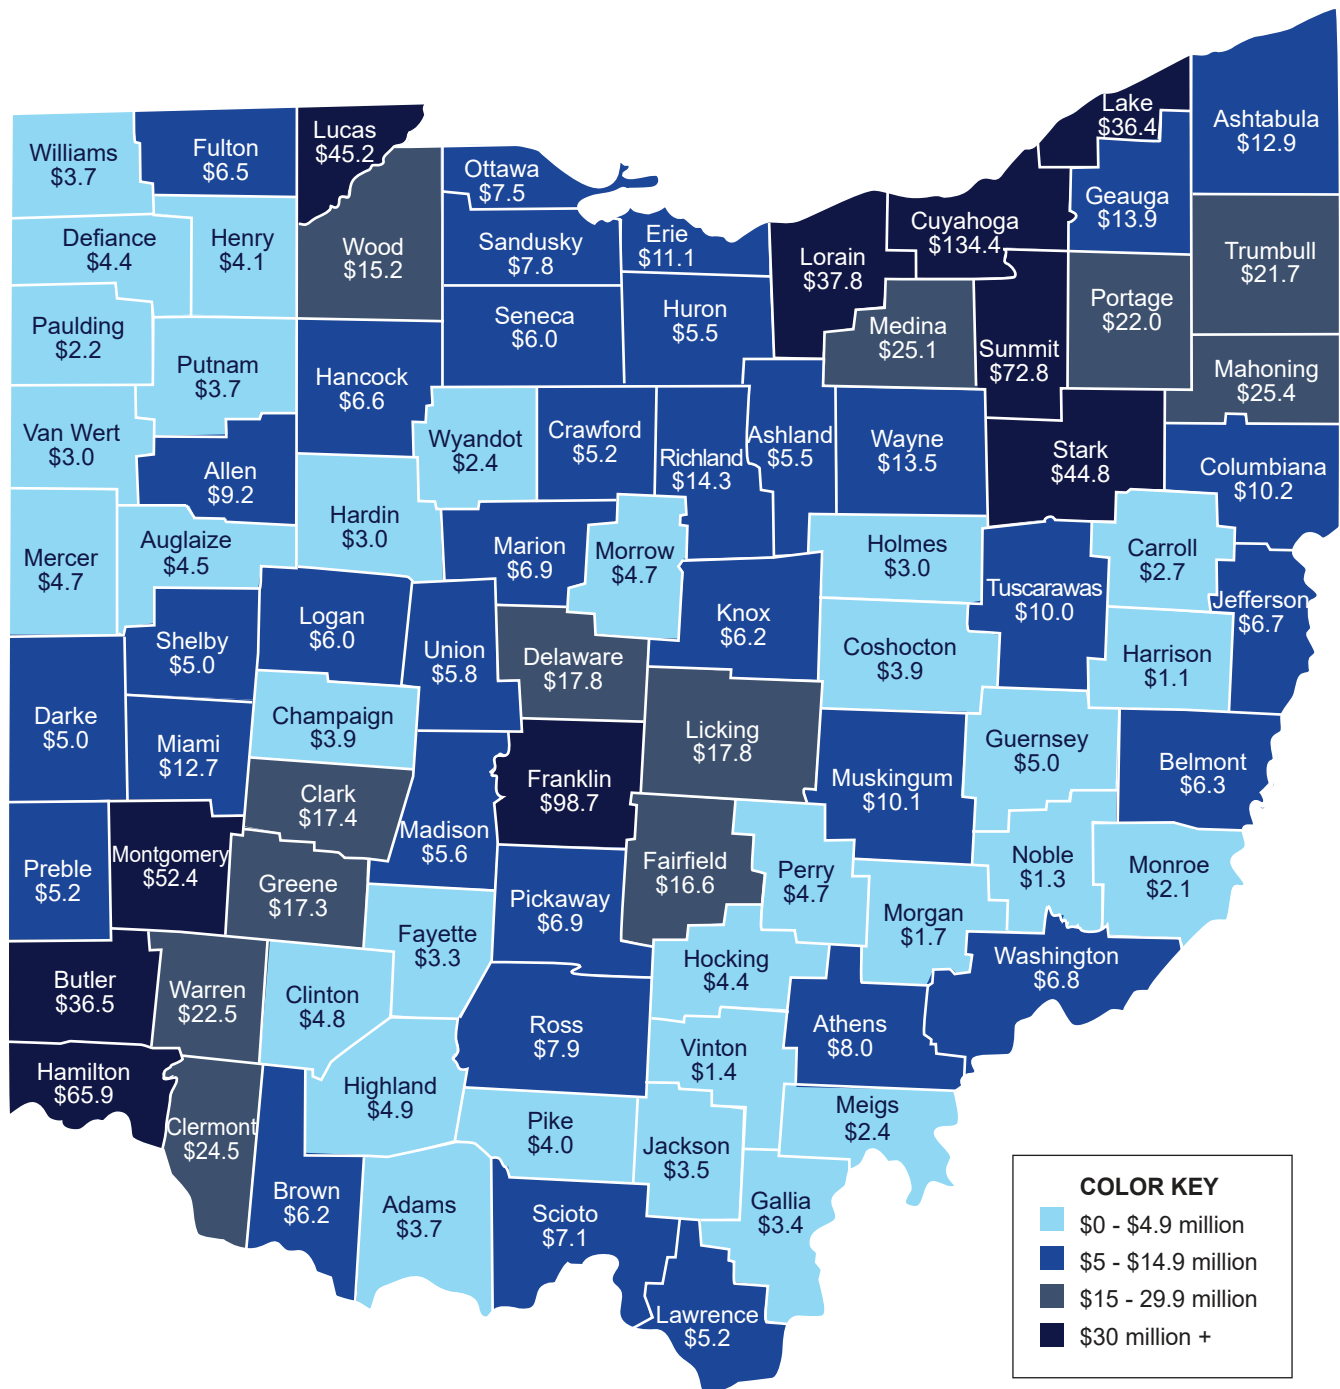 Lake
$36.4
Ashtabula
$12.9
Williams
$3.7
Fulton
$6.5
Lucas
$45.2
Ottawa
$7.5
Geauga
$13.9
Defiance
$4.4
Henry
$4.1
Wood
$15.2
Sandusky
$7.8
Erie
$11.1
Lorain
$37.8
Cuyahoga
$134.4
Trumbull
$21.7
Paulding
$2.2
Putnam
$3.7
Hancock
$6.6
Seneca
$6.0
Huron
$5.5
Medina
$25.1
Summit
$72.8
Portage
$22.0
Mahoning
$25.4
Van Wert
$3.0
Allen
$9.2
Wyandot
$2.4
Crawford
$5.2
Richland
$14.3
Ashland
$5.5
Wayne
$13.5
Stark
$44.8
Columbiana
$10.2
Mercer
$4.7
Auglaize
$4.5
Hardin
$3.0
Marion
$6.9
Morrow
$4.7
Holmes
$3.0
Tuscarawas
$10.0
Carroll
$2.7
Jefferson
$6.7
Shelby
$5.0
Logan
$6.0
Union
$5.8
Delaware
$17.8
Knox
$6.2
Coshocton
$3.9
Harrison
$1.1
Darke
$5.0
Miami
$12.7
Champaign
$3.9
Licking
$17.8
Guernsey
$5.0
Belmont
$6.3
Clark
$17.4
Franklin
$98.7
Muskingum
$10.1
Preble
$5.2
Montgomery
$52.4
Greene
$17.3
Madison
$5.6
Pickaway
$6.9
Fairfield
$16.6
Perry
$4.7
Morgan
$1.7
Noble
$1.3
Monroe
$2.1
Fayette
$3.3
Hocking
$4.4
Washington
$6.8
Butler
$36.5
Warren
$22.5
Clinton
$4.8
Ross
$7.9
Vinton
$1.4
Athens
$8.0
Hamilton
$65.9
Highland
$4.9
Clermont
$24.5
Pike
$4.0
Jackson
$3.5
Meigs
$2.4
Brown
$6.2
Adams
$3.7
Scioto
$7.1
Gallia
$3.4
Lawrence
$5.2
COLOR KEY
$0 - $4.9 million
$5 - $14.9 million
$15 - 29.9 million
$30 million +